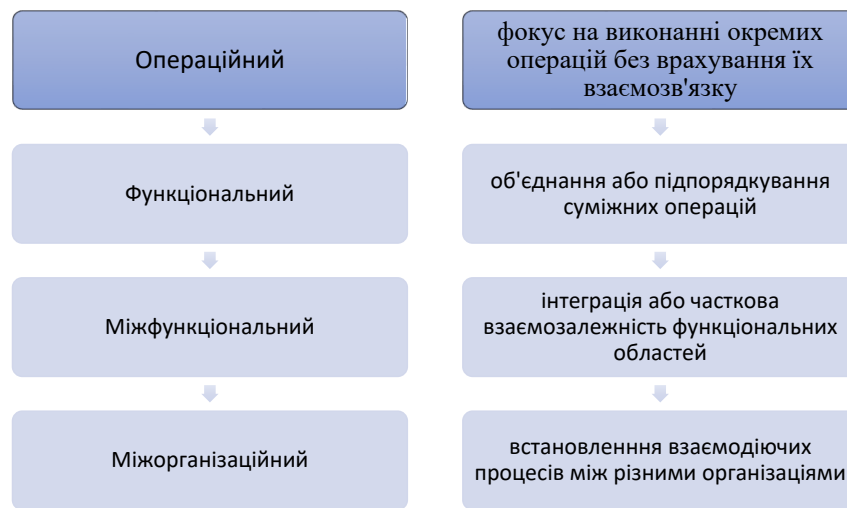 Операційний
фокус на виконанні окремих
операцій без врахування їх
взаємозв'язку
Функціональний
об'єднання або підпорядкування
суміжних операцій
Міжфункціональний
інтеграція або часткова
взаємозалежність функціональних
областей
Міжорганізаційний
встановленння взаємодіючих
процесів між різними організаціями